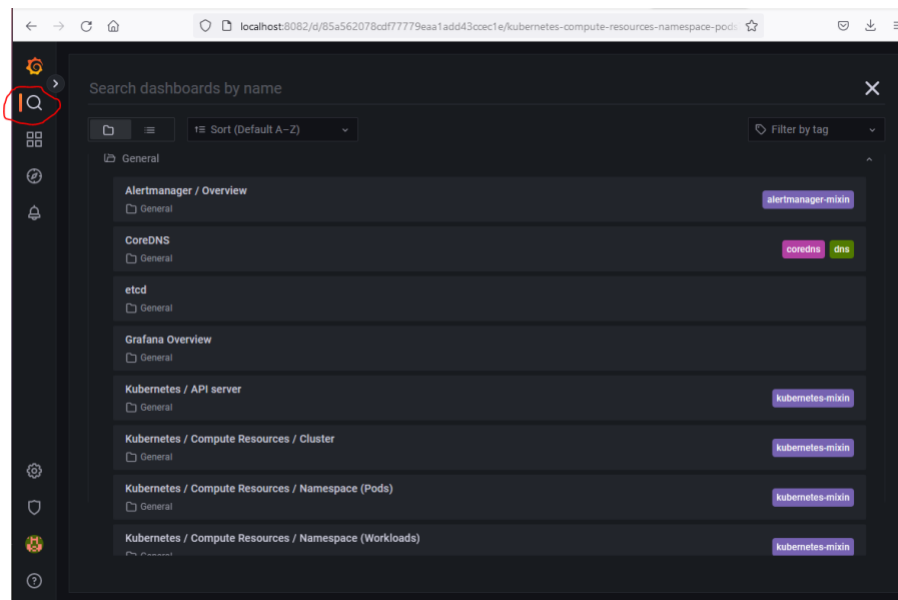 localhost:8082/d/85a562078cdf77779eaa1add43ccec1e/kubernetes-compute-resources-namespace-pods
Search dashboards by name
Sort (Default A–Z)
Filter by tag
General
Alertmanager / Overview
General
alertmanager-mixin
CoreDNS
General
coredns dns
etcd
General
Grafana Overview
General
Kubernetes / API server
General
kubernetes-mixin
Kubernetes / Compute Resources / Cluster
General
kubernetes-mixin
Kubernetes / Compute Resources / Namespace (Pods)
General
kubernetes-mixin
Kubernetes / Compute Resources / Namespace (Workloads)
General
kubernetes-mixin